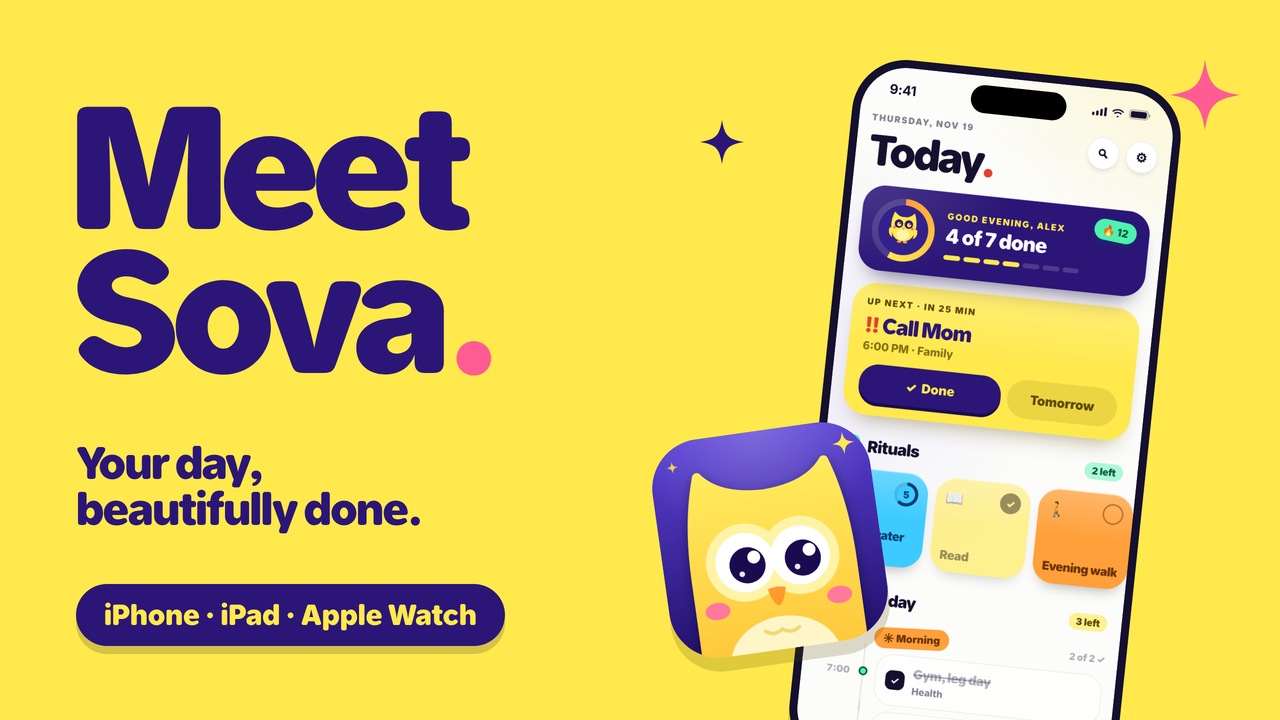 Meet
Sova.
Your day,
beautifully done.
iPhone · iPad · Apple Watch
9:41
THURSDAY, NOV 19
Today.
GOOD EVENING, ALEX
🔥 12
4 of 7 done
UP NEXT · IN 25 MIN
!! Call Mom
6:00 PM · Family
✓ Done
Tomorrow
Rituals
2 left
5
ater
Read
Evening walk
day
3 left
☀ Morning
2 of 2 ✓
7:00
Gym, leg day
Health